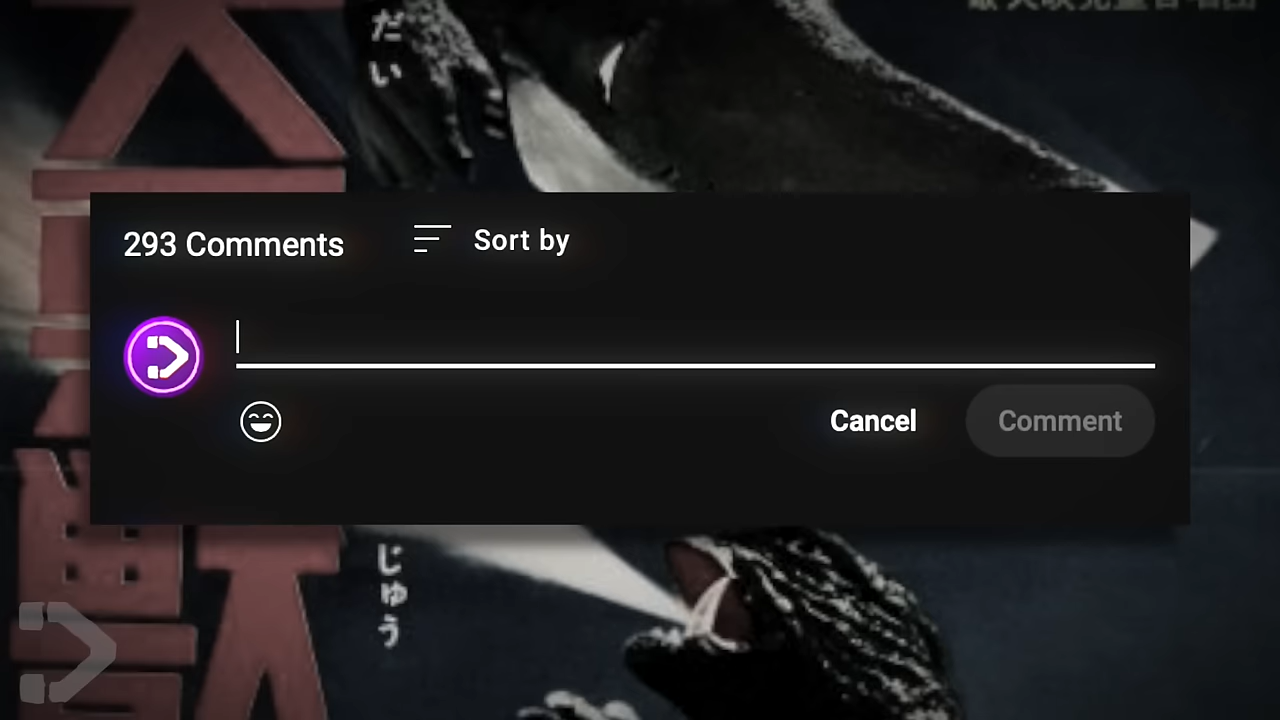 だい
293 Comments
Sort by
Cancel
Comment
じゅう